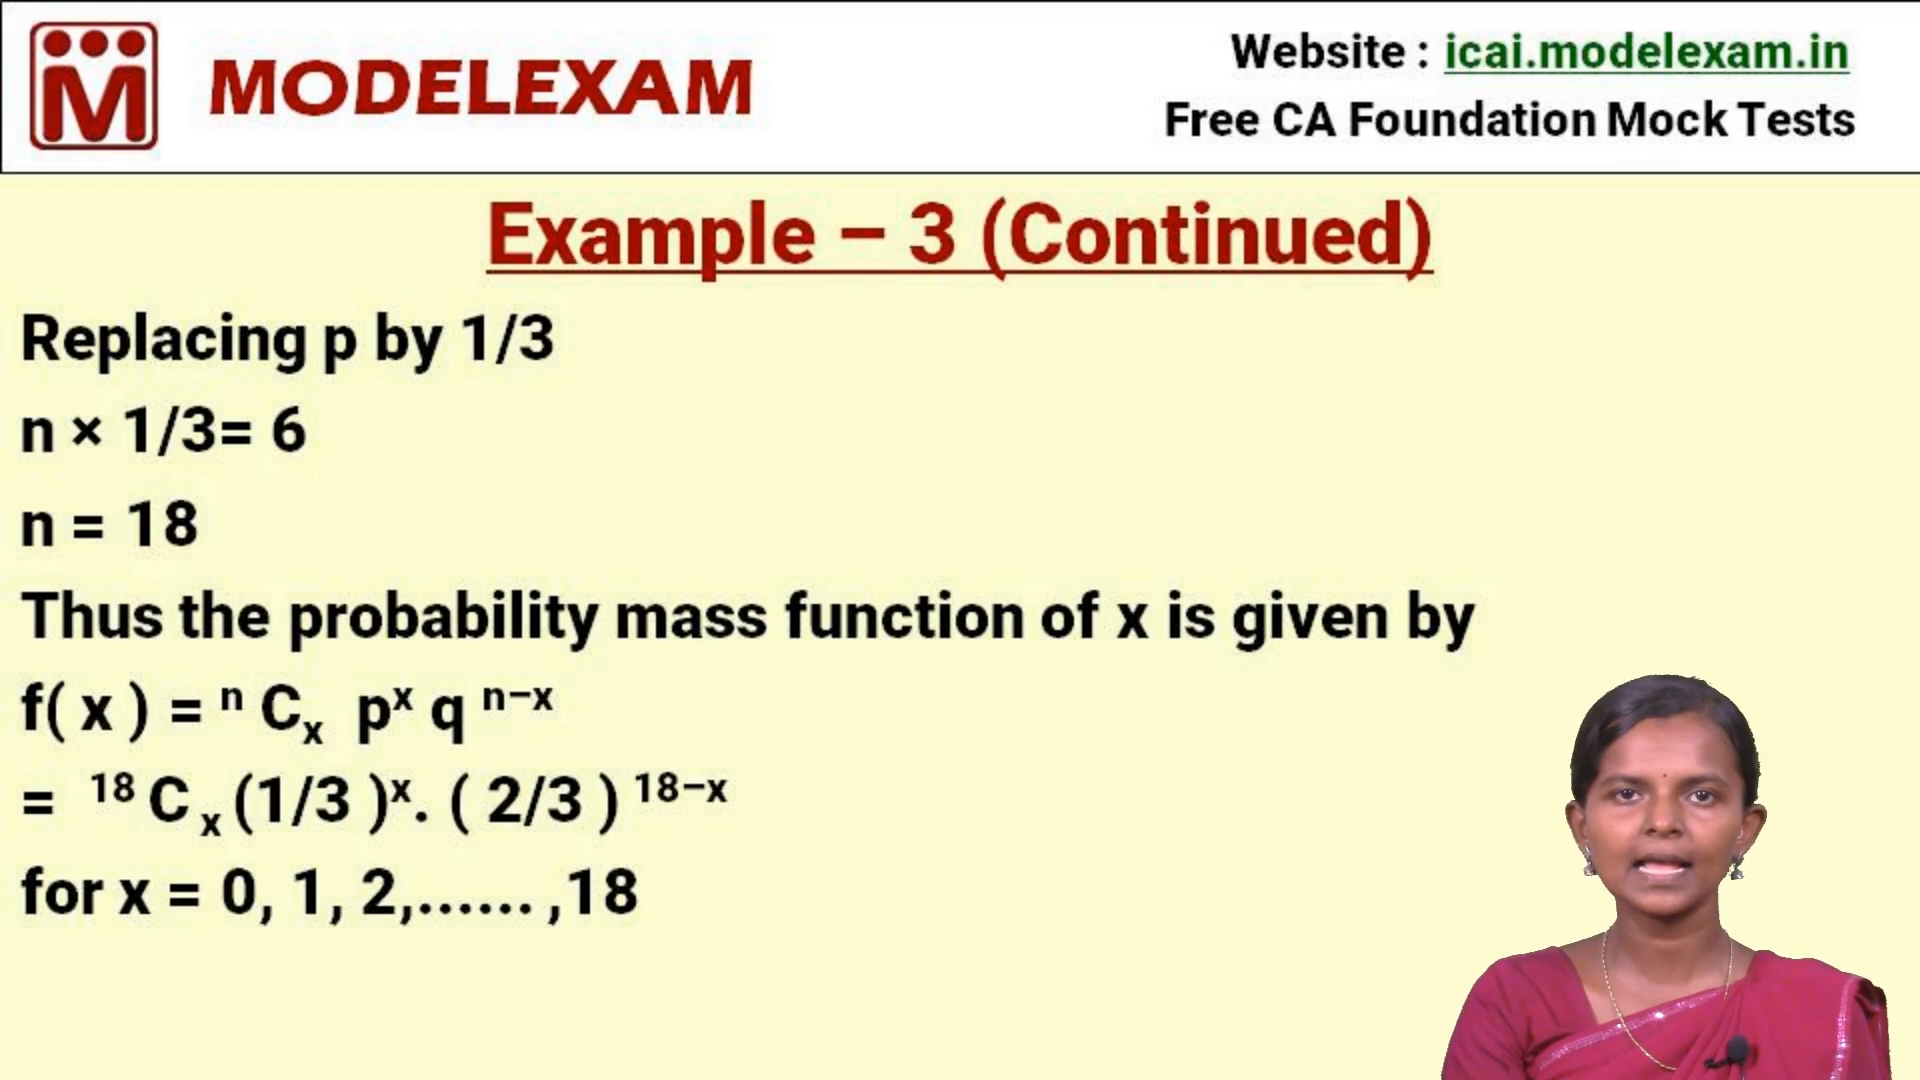 MODELEXAM
Website : icai.modelexam.in
Free CA Foundation Mock Tests
Example – 3 (Continued)
Replacing p by 1/3
n × 1/3= 6
n = 18
Thus the probability mass function of x is given by
f( x ) = ⁿ Cₓ pˣ q ⁿ⁻ˣ
= ¹⁸ C ₓ (1/3 )ˣ. ( 2/3 ) ¹⁸⁻ˣ
for x = 0, 1, 2,...... ,18